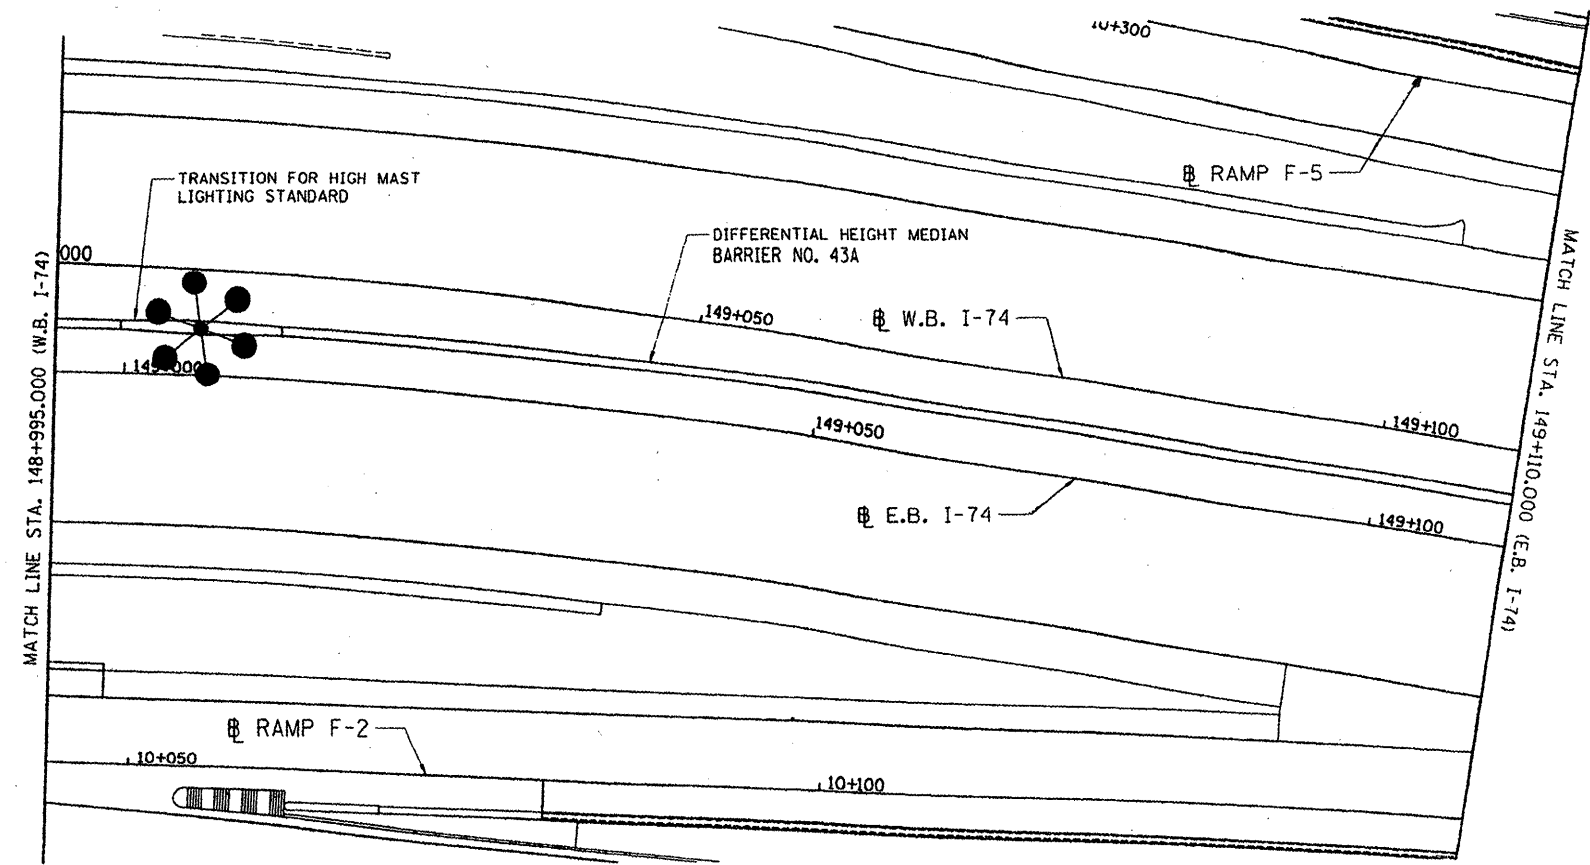 10+300
℄ RAMP F-5
TRANSITION FOR HIGH MAST
LIGHTING STANDARD
DIFFERENTIAL HEIGHT MEDIAN
BARRIER NO. 43A
000
149+050
℄ W.B. I-74
149+000
149+050
149+100
℄ E.B. I-74
149+100
MATCH LINE STA. 148+995.000 (W.B. I-74)
MATCH LINE STA. 149+110.000 (E.B. I-74)
℄ RAMP F-2
10+050
10+100